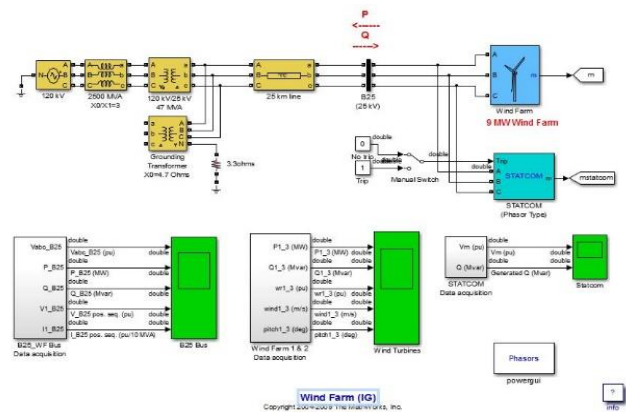 P
Q
N
A
B
C
120 kV
A
B
C
a
b
c
2500 MVA
X0/X1=3
A
B
C
a
b
c
120 kV/25 kV
47 MVA
A
B
C
a
b
c
25 km line
B25
(25 kV)
A
B
C
m
Wind Farm
9 MW Wind Farm
m
a
b
c
A
B
C
N
Grounding
Transformer
X0=4.7 Ohms
3.3ohms
double
0
No trip
double
1
Trip
Manual Switch
Trip
A
B
C
STATCOM
m
STATCOM
(Phasor Type)
mstatcom
Vabc_B25
P_B25
Q_B25
V1_B25
I1_B25
double
Vabc_B25 (pu)
double
double
P_B25 (MW)
double
double
Q_B25 (Mvar)
double
double
V_B25 pos. seq. (pu)
double
double
I_B25 pos. seq. (pu/10 MVA)
B25_WF Bus
Data acquisition
B25 Bus
P1_3 (MW)
Q1_3 (Mvar)
wr1_3 (pu)
wind1_3 (m/s)
pitch1_3 (deg)
double
P1_3 (MW)
double
double
Q1_3 (Mvar)
double
double
wr1_3 (pu)
double
double
wind1_3 (m/s)
double
double
pitch1_3 (deg)
double
Wind Farm 1 & 2
Data acquisition
Wind Turbines
Vm (pu)
Q (Mvar)
double
Vm (pu)
double
double
Generated Q (Mvar)
double
STATCOM
Data acquisition
Statcom
Phasors
powergui
Wind Farm (IG)
The MathWorks, Inc.
?
info